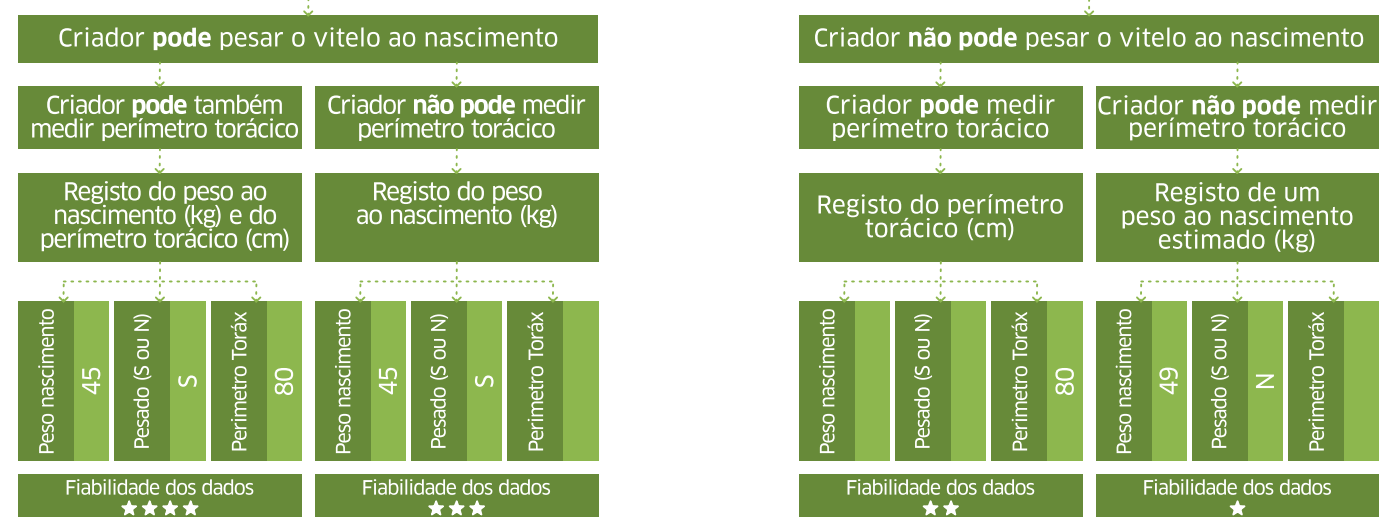 Criador pode pesar o vitelo ao nascimento
Criador pode também
medir perímetro torácico
Criador não pode medir
perímetro torácico
Registo do peso ao
nascimento (kg) e do
perímetro torácico (cm)
Registo do peso
ao nascimento (kg)
Peso nascimento
45
Pesado (S ou N)
S
Perimetro Toráx
80
Peso nascimento
45
Pesado (S ou N)
S
Perimetro Toráx
Fiabilidade dos dados
Fiabilidade dos dados
Criador não pode pesar o vitelo ao nascimento
Criador pode medir
perímetro torácico
Criador não pode medir
perímetro torácico
Registo do perímetro
torácico (cm)
Registo de um
peso ao nascimento
estimado (kg)
Peso nascimento
Pesado (S ou N)
Perimetro Toráx
80
Peso nascimento
49
Pesado (S ou N)
N
Perimetro Toráx
Fiabilidade dos dados
Fiabilidade dos dados